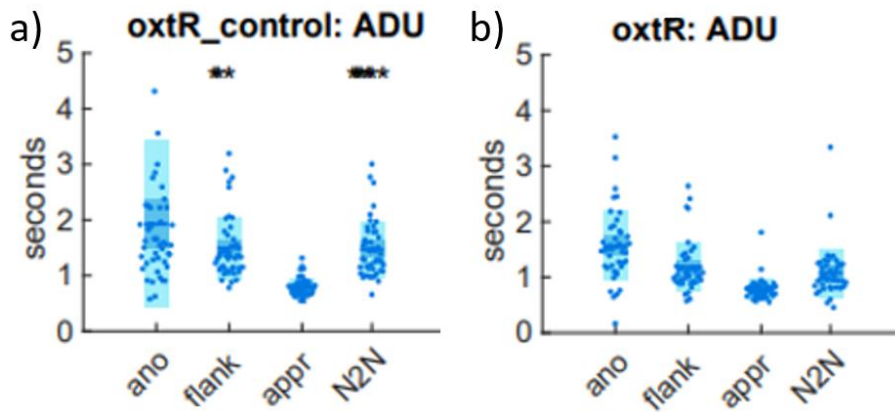 a) oxtR_control: ADU
seconds
5
4
3
2
1
0
** ****
ano flank appr N2N
b) oxtR: ADU
seconds
5
4
3
2
1
0
ano flank appr N2N